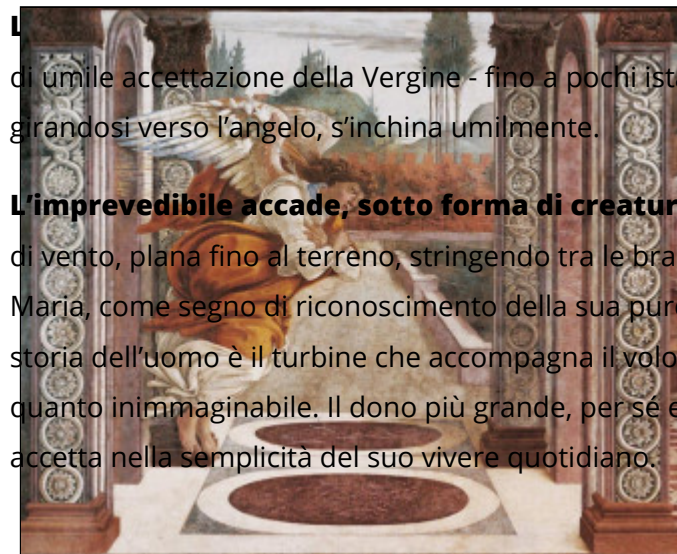 L
di umile accettazione della Vergine - fino a pochi ista
girandosi verso l’angelo, s’inchina umilmente.
L’imprevedibile accade, sotto forma di creatur
di vento, plana fino al terreno, stringendo tra le bra
Maria, come segno di riconoscimento della sua pure
storia dell’uomo è il turbine che accompagna il volo
quanto inimmaginabile. Il dono più grande, per sé e
accetta nella semplicità del suo vivere quotidiano.